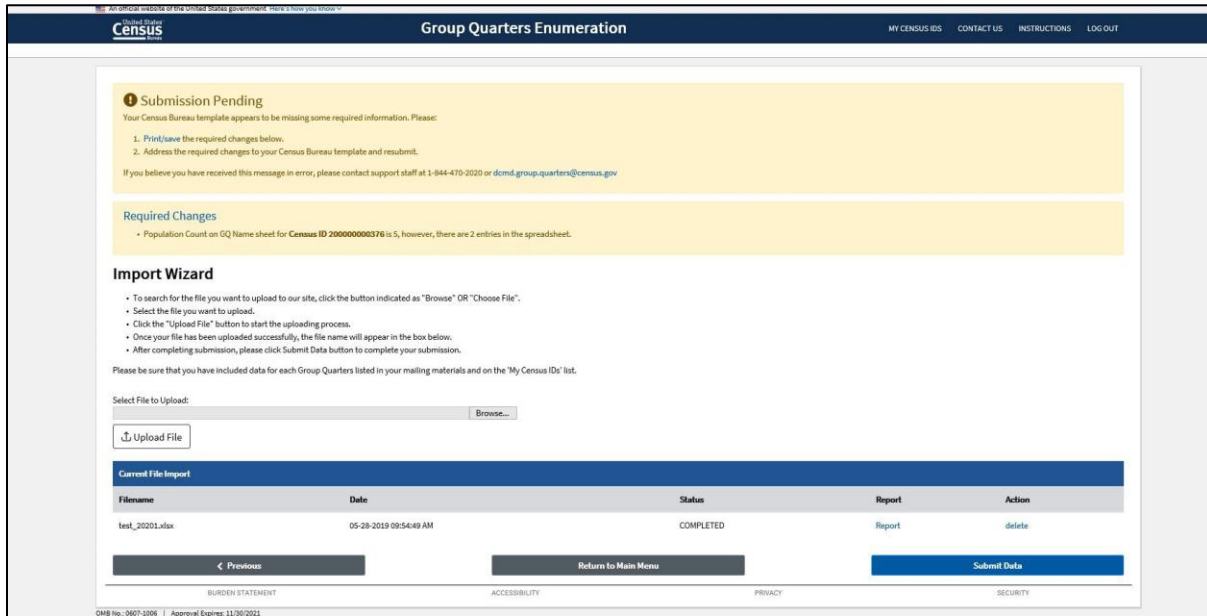 An official website of the United States government Here's how you know
United States®
Census
Bureau
Group Quarters Enumeration
MY CENSUS IDS CONTACT US INSTRUCTIONS LOG OUT
Submission Pending
Your Census Bureau template appears to be missing some required information. Please:
1. Print/save the required changes below.
2. Address the required changes to your Census Bureau template and resubmit.
If you believe you have received this message in error, please contact support staff at 1-844-470-2020 or dcmd.group.quarters@census.gov
Required Changes
• Population Count on GQ Name sheet for Census ID 200000000376 is 5, however, there are 2 entries in the spreadsheet.
Import Wizard
• To search for the file you want to upload to our site, click the button indicated as "Browse" OR "Choose File".
• Select the file you want to upload.
• Click the "Upload File" button to start the uploading process.
• Once your file has been uploaded successfully, the file name will appear in the box below.
• After completing submission, please click Submit Data button to complete your submission.
Please be sure that you have included data for each Group Quarters listed in your mailing materials and on the 'My Census IDs' list.
Select File to Upload:
Browse...
Upload File
Current File Import
Filename Date Status Report Action
test_20201.xlsx 05-28-2019 09:54:49 AM COMPLETED Report delete
Previous Return to Main Menu Submit Data
BURDEN STATEMENT ACCESSIBILITY PRIVACY SECURITY
OMB No.: 0607-1006 | Approval Expires: 11/30/2021